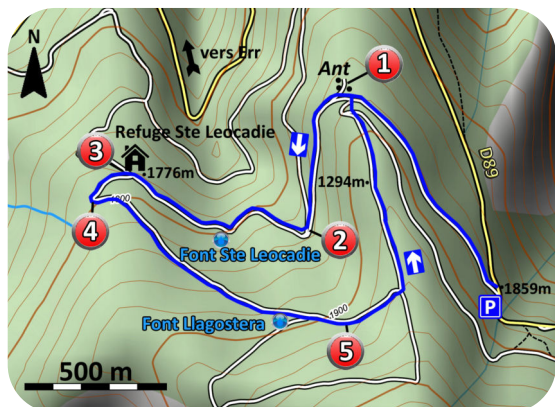 N
vers Err
Ant
1
Refuge Ste Leocadie
3
1776m
D89
1294m
1800
4
2
Font Ste Leocadie
1859m
P
1900
Font Llagostera
5
500 m